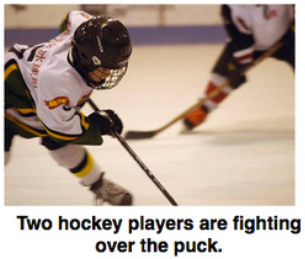 Two hockey players are fighting
over the puck.